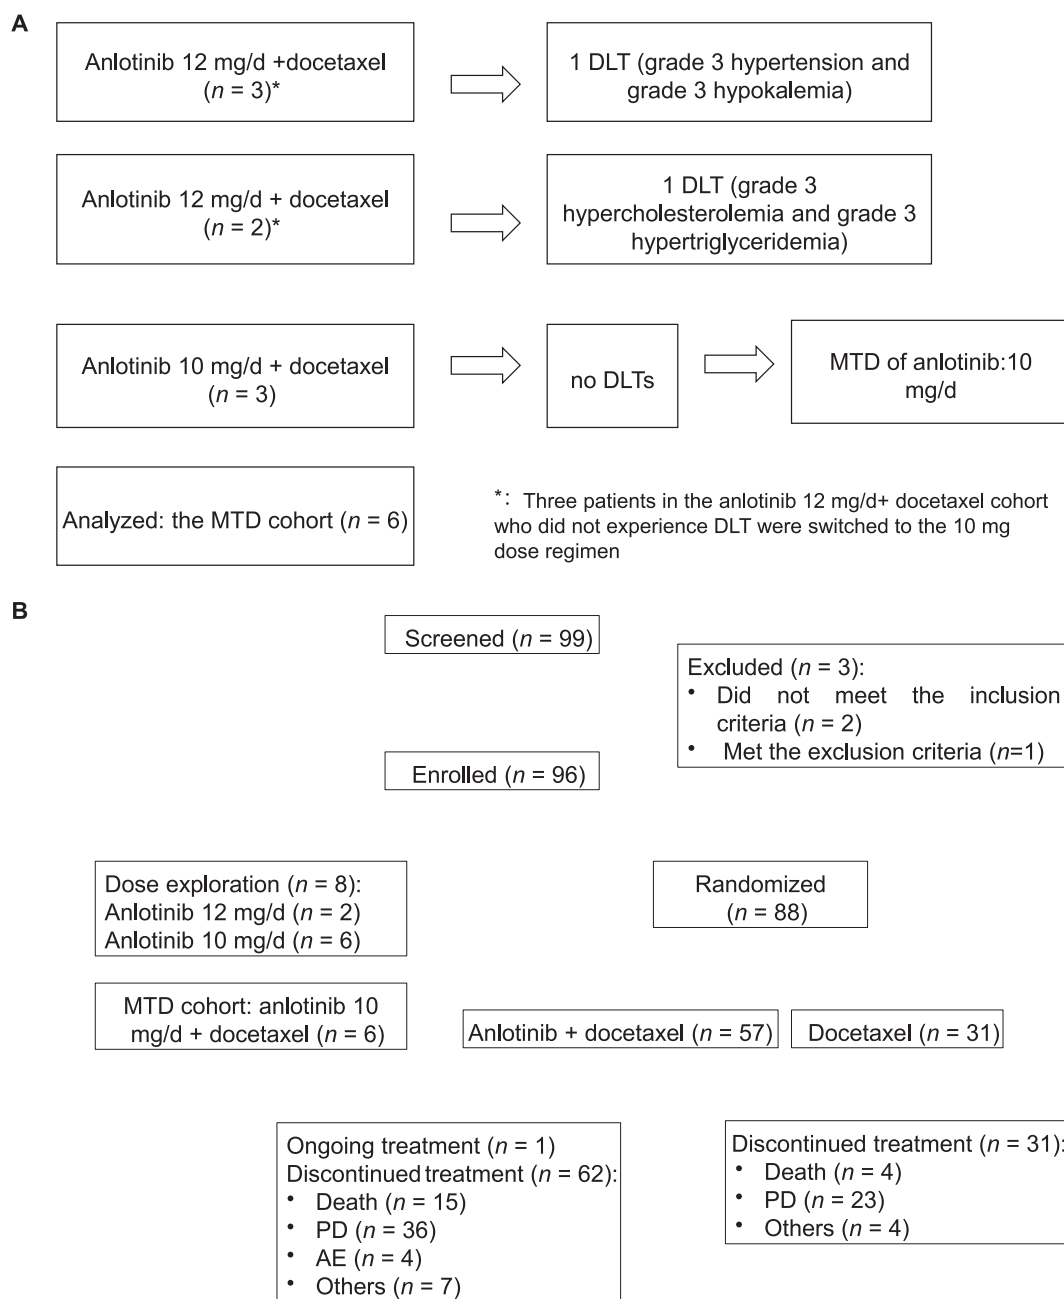 A
Anlotinib 12 mg/d +docetaxel
(n = 3)*
1 DLT (grade 3 hypertension and
grade 3 hypokalemia)
Anlotinib 12 mg/d + docetaxel
(n = 2)*
1 DLT (grade 3
hypercholesterolemia and grade 3
hypertriglyceridemia)
Anlotinib 10 mg/d + docetaxel
(n = 3)
no DLTs
MTD of anlotinib:10
mg/d
Analyzed: the MTD cohort (n = 6)
*: Three patients in the anlotinib 12 mg/d+ docetaxel cohort
who did not experience DLT were switched to the 10 mg
dose regimen
B
Screened (n = 99)
Excluded (n = 3):
• Did not meet the inclusion
criteria (n = 2)
• Met the exclusion criteria (n=1)
Enrolled (n = 96)
Dose exploration (n = 8):
Anlotinib 12 mg/d (n = 2)
Anlotinib 10 mg/d (n = 6)
Randomized
(n = 88)
MTD cohort: anlotinib 10
mg/d + docetaxel (n = 6)
Anlotinib + docetaxel (n = 57)
Docetaxel (n = 31)
Ongoing treatment (n = 1)
Discontinued treatment (n = 62):
• Death (n = 15)
• PD (n = 36)
• AE (n = 4)
• Others (n = 7)
Discontinued treatment (n = 31):
• Death (n = 4)
• PD (n = 23)
• Others (n = 4)